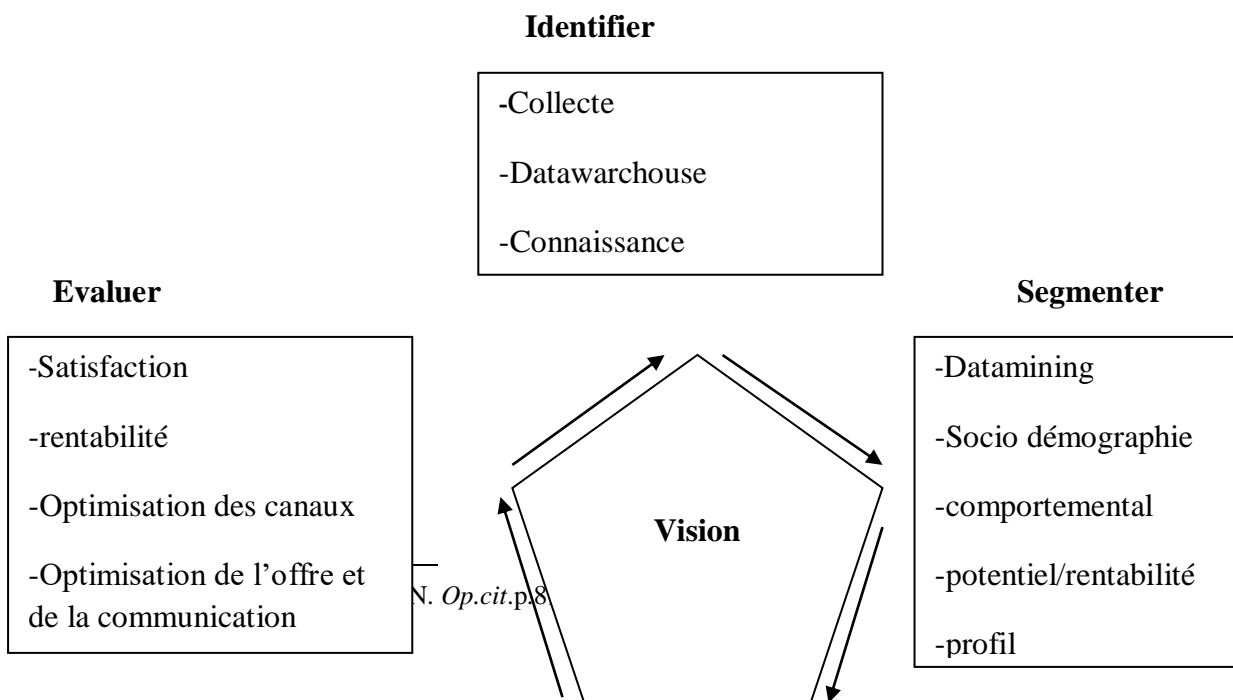 Identifier
-Collecte
-Datawarchouse
-Connaissance
Evaluer
-Satisfaction
-rentabilité
-Optimisation des canaux
-Optimisation de l’offre et
de la communication
Segmenter
-Datamining
-Socio démographie
-comportemental
-potentiel/rentabilité
-profil
Vision
N. Op.cit.p.8.